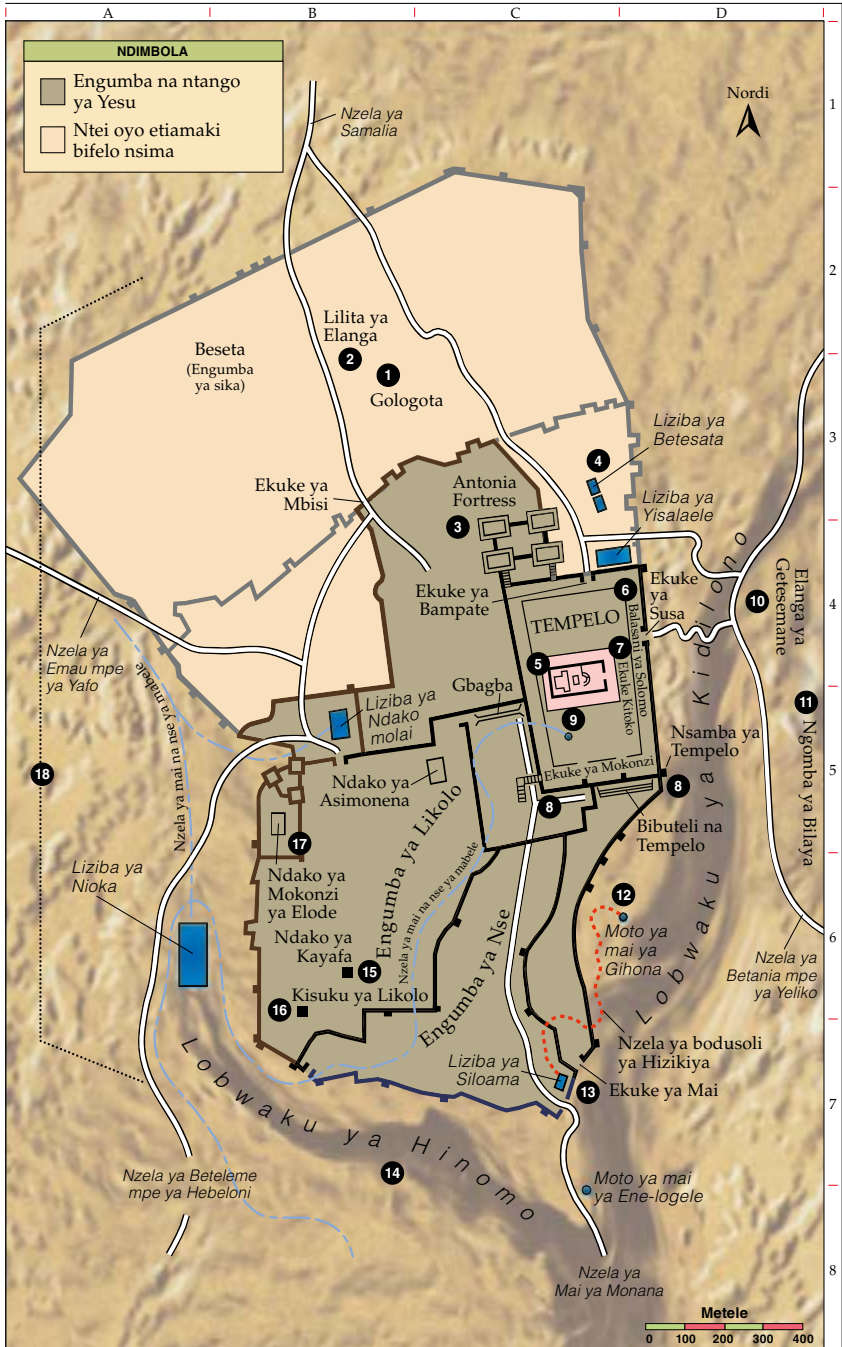 A
B
C
D
NDIMBOLA
Engumba na ntango
ya Yesu
Ntei oyo etiamaki
bifelo nsima
Nordi
1
Nzela ya
Samalia
2
Lilita ya
Elanga
2
1
Gologota
Beseta
(Engumba
ya sika)
3
4
Liziba ya
Betesata
Antonia
Fortress
3
Ekuke ya
Mbisi
Liziba ya
Yisalaele
Ekuke ya
Bampate
6
Ekuke
ya
Susa
10
Elanga ya
Getesemane
4
TEMPELO
7
5
Balasani ya Solomo
Ekuke Kitoko
Nzela ya
Emau mpe
ya Yafo
Nzela ya mai na nse ya mabele
Liziba ya
Ndako
molai
Gbagba
9
Ekuke ya Mokonzi
Nsamba ya
Tempelo
11
Ngomba ya Bilaya
Lobwaku ya Kidilono
18
5
Ndako ya
Asimonena
8
8
Bibuteli na
Tempelo
17
Ndako ya
Mokonzi
ya Elode
Engumba ya Likolo
Nzela ya mai na nse ya mabele
Liziba ya
Nioka
12
Moto ya
mai ya
Gihona
6
Ndako ya
Kayafa
15
Kisuku ya Likolo
16
Engumba ya Nse
Nzela ya
Betania mpe
ya Yeliko
Nzela ya bodusoli
ya Hizikiya
Liziba ya
Siloama
13
Ekuke ya Mai
7
Lobwaku ya Hinomo
14
Nzela ya Beteleme
mpe ya Hebeloni
Moto ya mai
ya Ene-logele
Nzela ya
Mai ya Monana
8
Metele
0 100 200 300 400